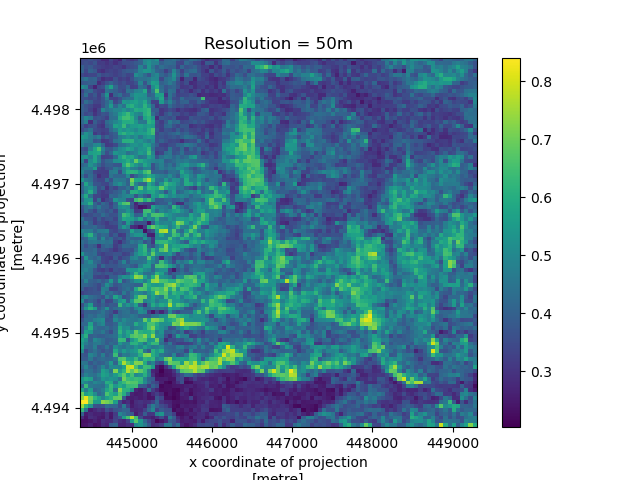 Resolution = 50m
1e6
4.498
4.497
4.496
4.495
4.494
y coordinate of projection
[metre]
445000 446000 447000 448000 449000
x coordinate of projection
[metre]
0.8
0.7
0.6
0.5
0.4
0.3